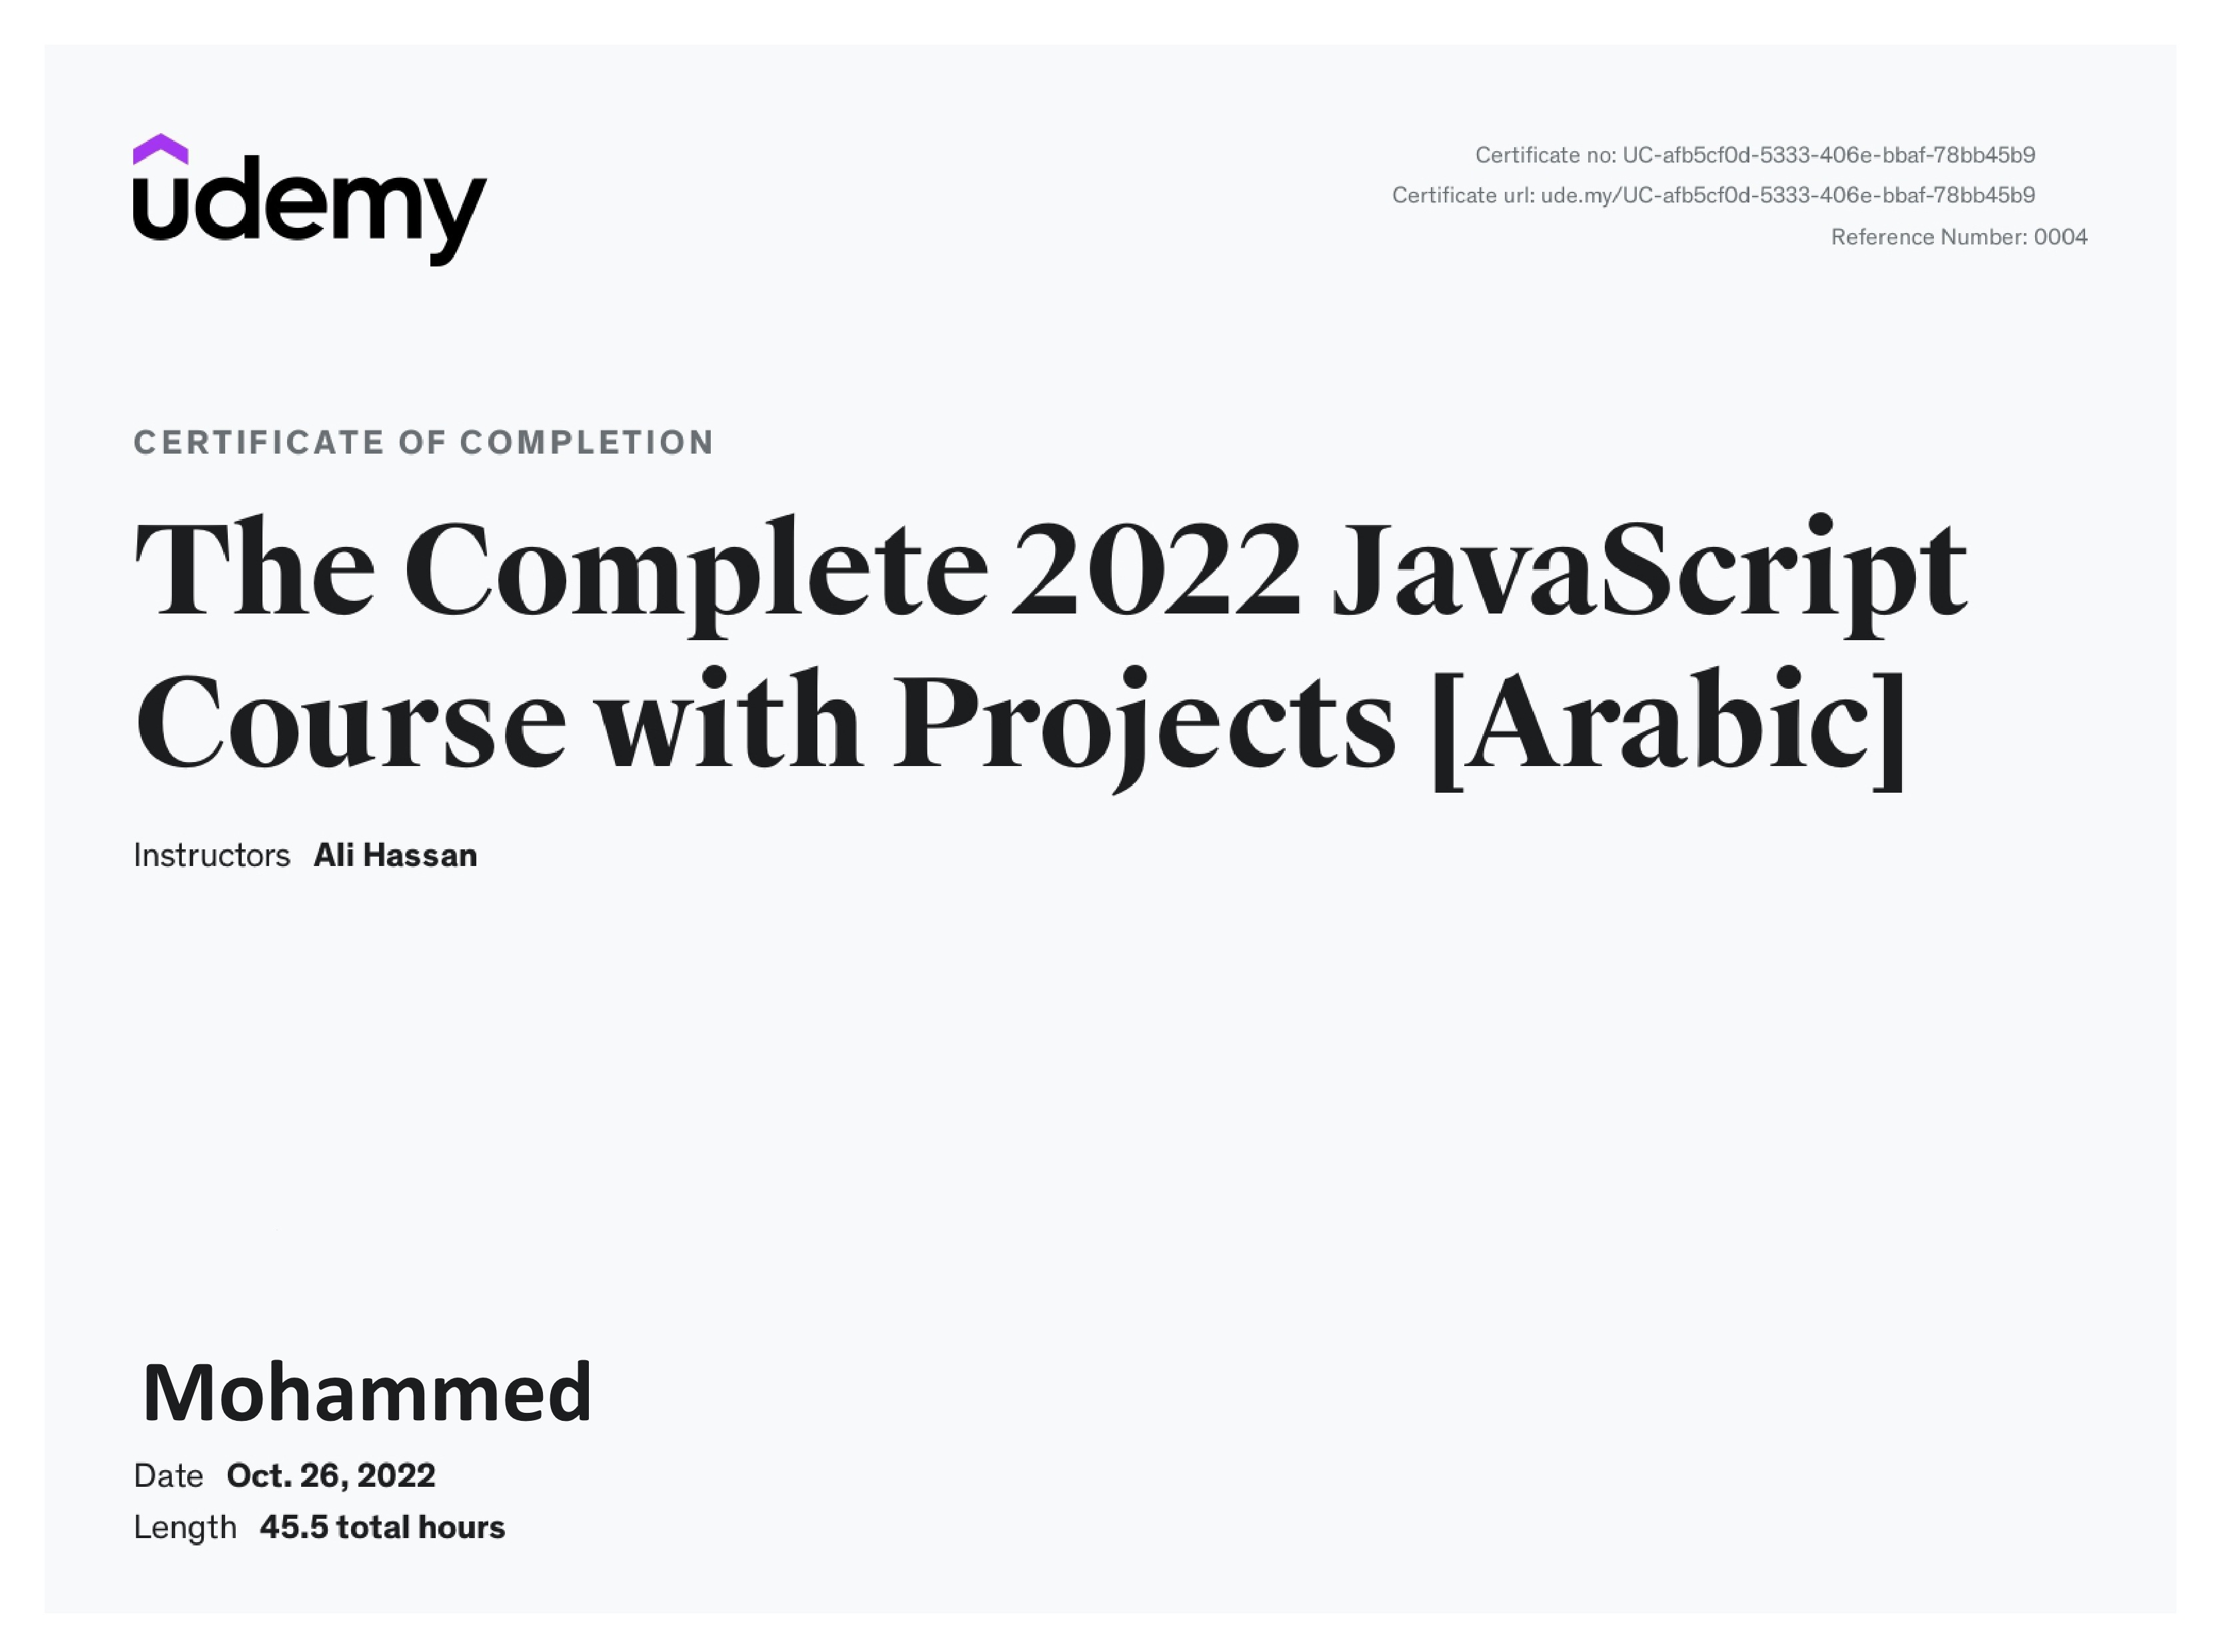 udemy
Certificate no: UC-afb5cf0d-5333-406e-bbaf-78bb45b9
Certificate url: ude.my/UC-afb5cf0d-5333-406e-bbaf-78bb45b9
Reference Number: 0004
CERTIFICATE OF COMPLETION
The Complete 2022 JavaScript
Course with Projects [Arabic]
Instructors Ali Hassan
Mohammed
Date Oct. 26, 2022
Length 45.5 total hours